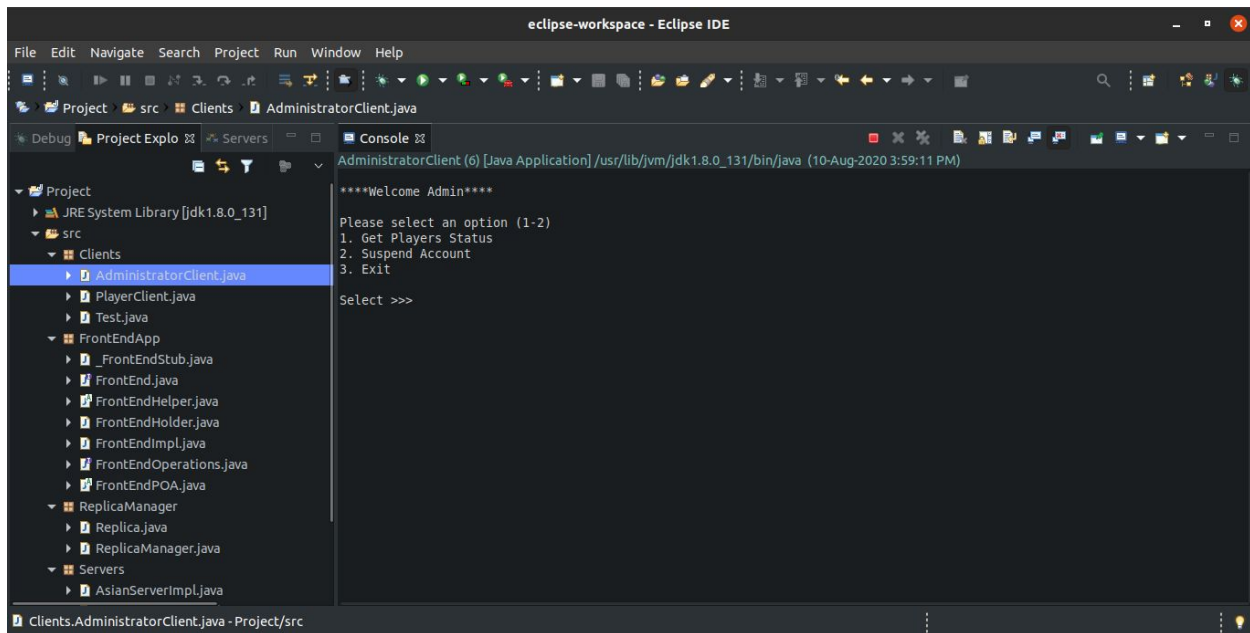 eclipse-workspace - Eclipse IDE
File Edit Navigate Search Project Run Window Help
Project src Clients AdministratorClient.java
Debug Project Explo Servers
Console
AdministratorClient (6) [Java Application] /usr/lib/jvm/jdk1.8.0_131/bin/java (10-Aug-2020 3:59:11 PM)
Project
JRE System Library [jdk1.8.0_131]
src
Clients
AdministratorClient.java
PlayerClient.java
Test.java
FrontEndApp
_FrontEndStub.java
FrontEnd.java
FrontEndHelper.java
FrontEndHolder.java
FrontEndImpl.java
FrontEndOperations.java
FrontEndPOA.java
ReplicaManager
Replica.java
ReplicaManager.java
Servers
AsianServerImpl.java
****Welcome Admin****
Please select an option (1-2)
1. Get Players Status
2. Suspend Account
3. Exit
Select >>>
Clients.AdministratorClient.java - Project/src